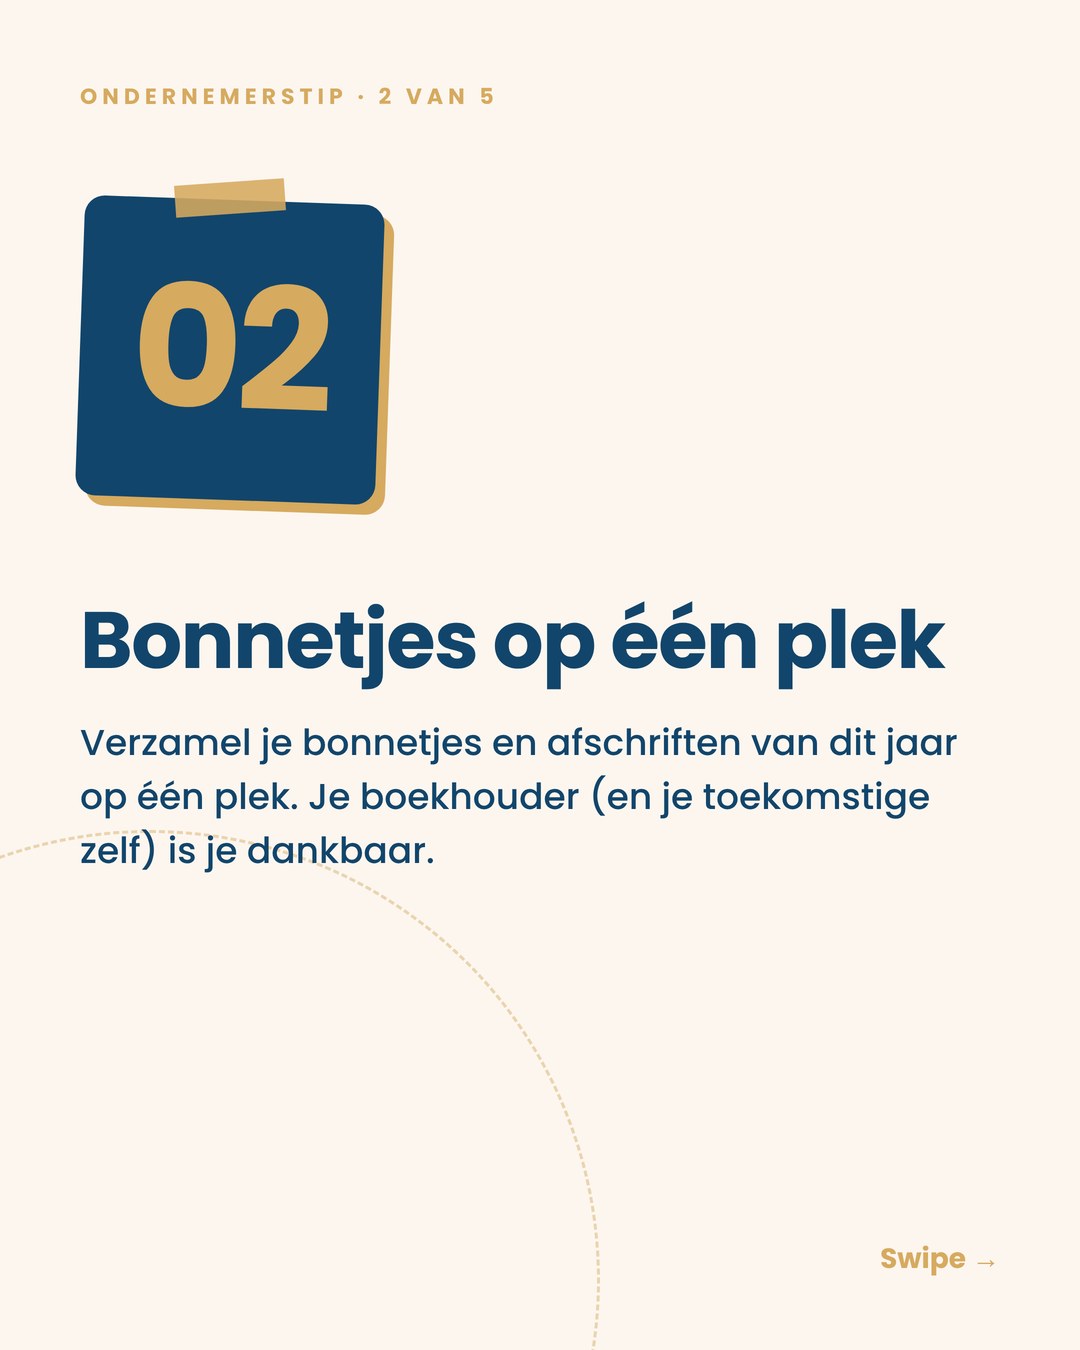 ONDERNEMERSTIP · 2 VAN 5
02
Bonnetjes op één plek
Verzamel je bonnetjes en afschriften van dit jaar
op één plek. Je boekhouder (en je toekomstige
zelf) is je dankbaar.
Swipe →